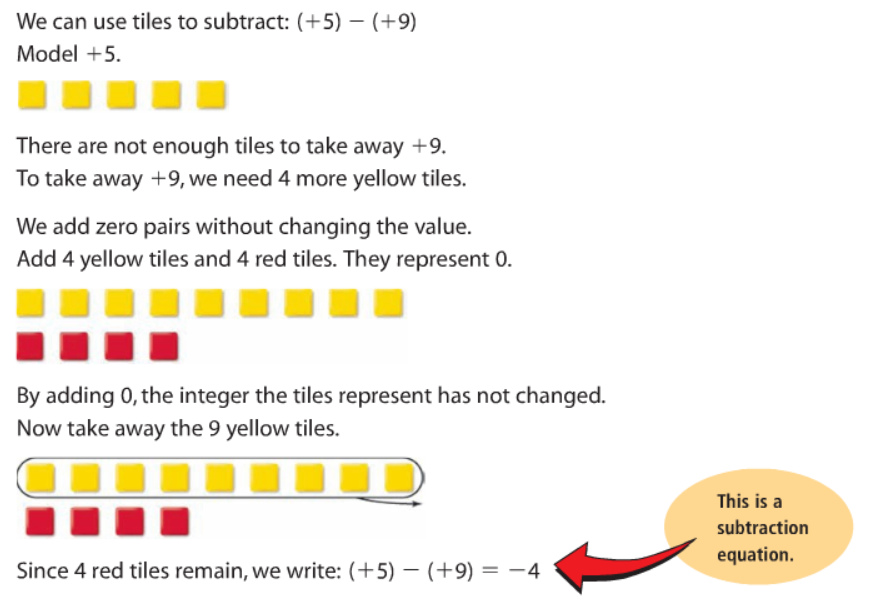 We can use tiles to subtract: (+5) − (+9)
Model +5.
There are not enough tiles to take away +9.
To take away +9, we need 4 more yellow tiles.
We add zero pairs without changing the value.
Add 4 yellow tiles and 4 red tiles. They represent 0.
By adding 0, the integer the tiles represent has not changed.
Now take away the 9 yellow tiles.
Since 4 red tiles remain, we write: (+5) − (+9) = −4
This is a
subtraction
equation.